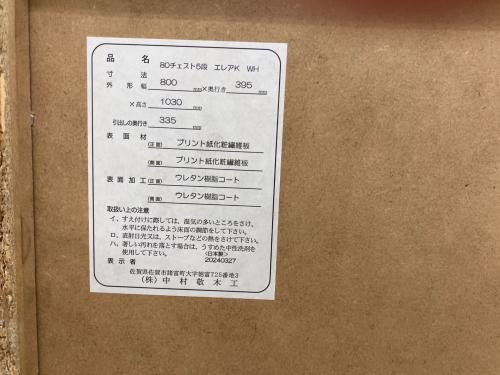 品名 80チェスト5段 エレアK WH
寸法
外形幅 800mm×奥行き 395mm
×高さ 1030mm
引出しの奥行き 335mm
表面材(正面) プリント紙化粧繊維板
(側面) プリント紙化粧繊維板
表面加工(正面) ウレタン樹脂コート
(側面) ウレタン樹脂コート
取扱い上の注意
イ、すえ付けに際しては、湿気の多いところをさけ、
水平に保たれるよう床面の調節をして下さい。
ロ、直射日光又は、ストーブなどの熱をさけて下さい。
ハ、著しい汚れを落とす場合は、うすめた中性洗剤を
使用して下さい。 <日本製>
表示者 20240327
佐賀県佐賀市諸富町大字徳富725番地3
(株)中村敬木工